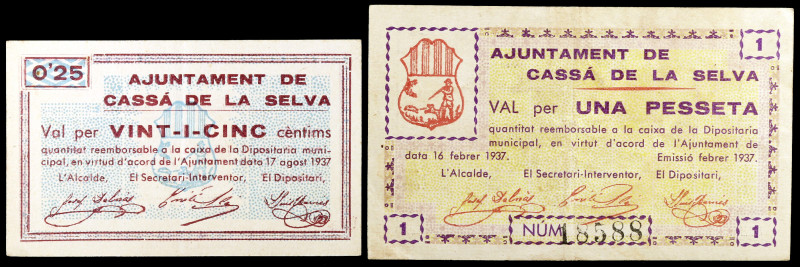 0'25
AJUNTAMENT DE
CASSÁ DE LA SELVA
Val per VINT-I-CINC cèntims
quantitat reemborsable a la caixa de la Dipositaria muni-
cipal, en virtud d'acord de l'Ajuntament data 17 agost 1937
L'Alcalde, El Secretari-Interventor, El Dipositari,
1
AJUNTAMENT DE
CASSÁ DE LA SELVA
VAL per UNA PESSETA
quantitat reemborsable a la caixa de la Dipositaria
municipal, en virtut d'acord de l'Ajuntament de
data 16 febrer 1937. Emissió febrer 1937.
L'Alcalde, El Secretari-Interventor, El Dipositari,
1 NÚM. 18588 1